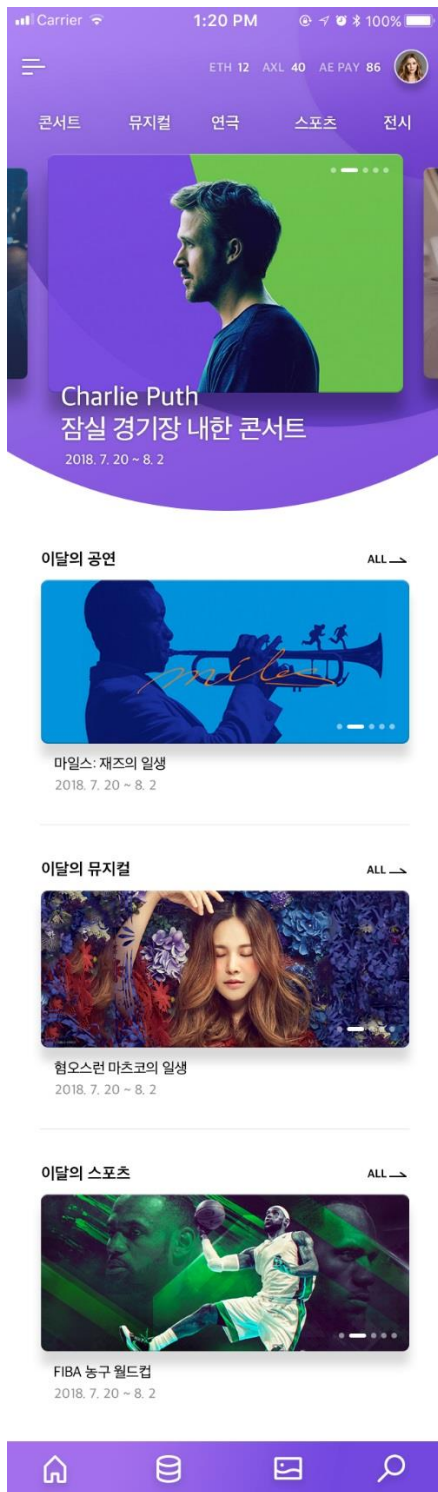 Carrier 1:20 PM 100%
ETH 12 AXL 40 AE PAY 86
콘서트 뮤지컬 연극 스포츠 전시
Charlie Puth
잠실 경기장 내한 콘서트
2018. 7. 20 ~ 8. 2
이달의 공연 ALL
miles
마일스: 재즈의 일생
2018. 7. 20 ~ 8. 2
이달의 뮤지컬 ALL
혐오스런 마츠코의 일생
2018. 7. 20 ~ 8. 2
이달의 스포츠 ALL
FIBA 농구 월드컵
2018. 7. 20 ~ 8. 2